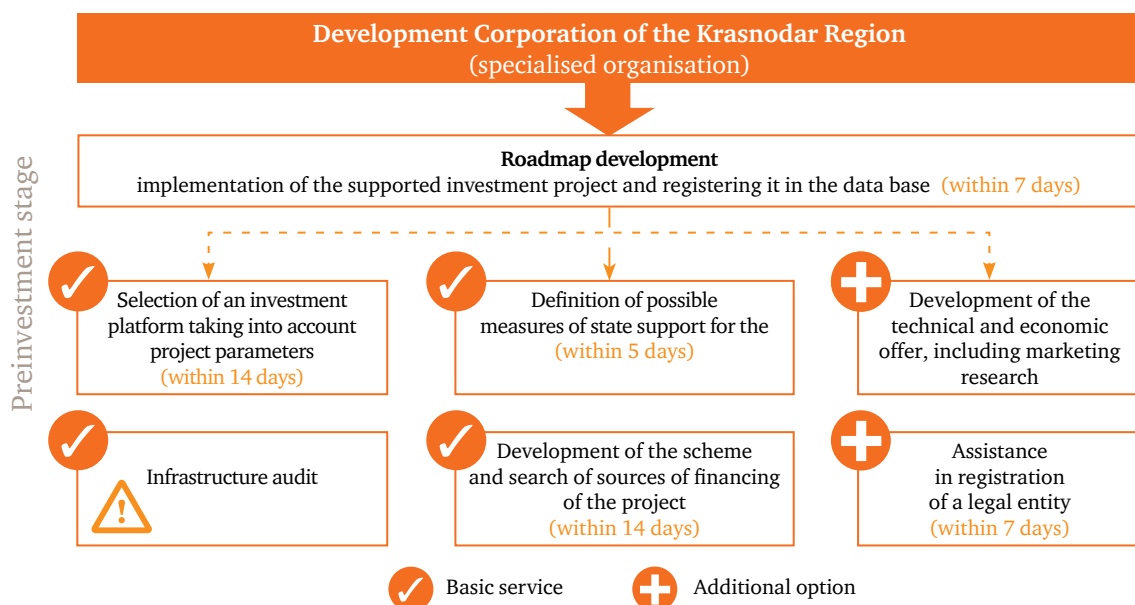 Development Corporation of the Krasnodar Region
(specialised organisation)
Preinvestment stage
Roadmap development
implementation of the supported investment project and registering it in the data base (within 7 days)
Selection of an investment
platform taking into account
project parameters
(within 14 days)
Definition of possible
measures of state support for the
(within 5 days)
Development of the
technical and economic
offer, including marketing
research
Infrastructure audit
Development of the scheme
and search of sources of financing
of the project
(within 14 days)
Assistance
in registration
of a legal entity
(within 7 days)
Basic service
Additional option